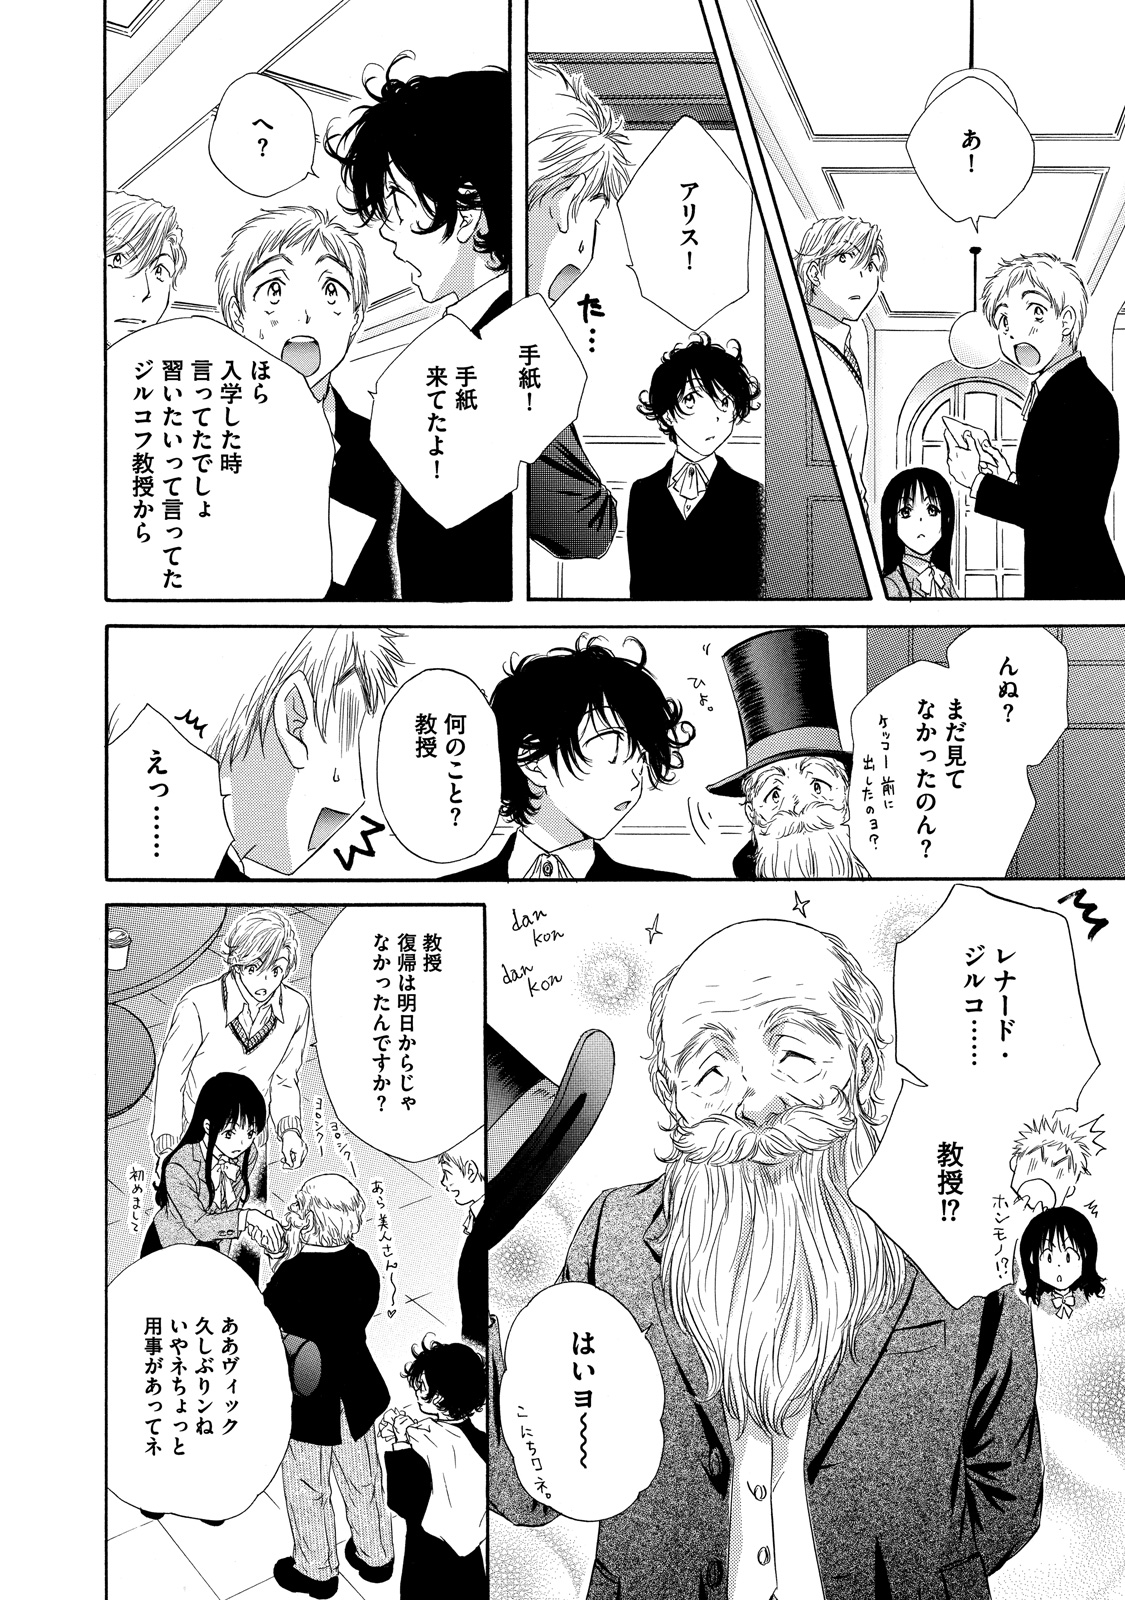 あ！
アリス！
た…
手紙！
手紙
来てたよ！
へ？
ほら
入学した時
言ってたでしょ
習いたいって言ってた
ジルコフ教授から
んぬ？
まだ見て
なかったのん？
ケッコー前に
出したのヨ？
ひょ。
何のこと？
教授
えっ……
レナード・
ジルコ……
教授!?
ホンモノ!?
dan
kon
dan
kon
はいヨ〜〜〜
こんにちワネ。
教授
復帰は明日からじゃ
なかったんですか？
ヨロシクー
ヨロシクー
初めまして
あら美人さん〜〜♥
ああヴィック
久しぶりンね
いやネちょっと
用事があってネ